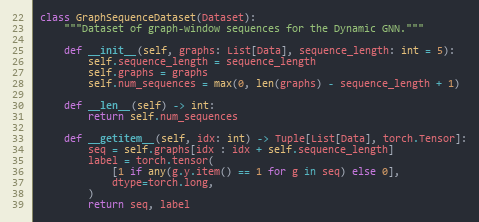 22 class GraphSequenceDataset(Dataset):
23     """Dataset of graph-window sequences for the Dynamic GNN."""
24
25     def __init__(self, graphs: List[Data], sequence_length: int = 5):
26         self.sequence_length = sequence_length
27         self.graphs = graphs
28         self.num_sequences = max(0, len(graphs) - sequence_length + 1)
29
30     def __len__(self) -> int:
31         return self.num_sequences
32
33     def __getitem__(self, idx: int) -> Tuple[List[Data], torch.Tensor]:
34         seq = self.graphs[idx : idx + self.sequence_length]
35         label = torch.tensor(
36             [1 if any(g.y.item() == 1 for g in seq) else 0],
37             dtype=torch.long,
38         )
39         return seq, label